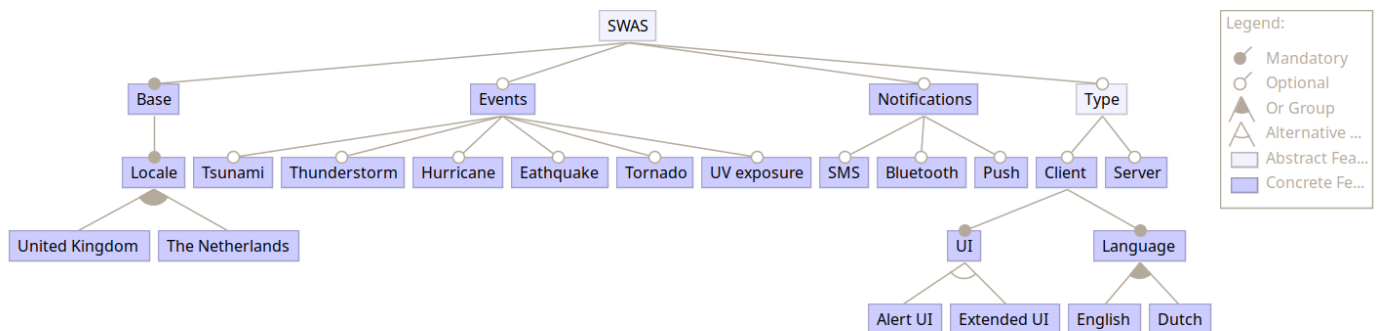 SWAS
Legend:
Mandatory
Optional
Or Group
Alternative ...
Abstract Fea...
Concrete Fe...
Base
Events
Notifications
Type
Locale
Tsunami
Thunderstorm
Hurricane
Eathquake
Tornado
UV exposure
SMS
Bluetooth
Push
Client
Server
United Kingdom
The Netherlands
UI
Language
Alert UI
Extended UI
English
Dutch